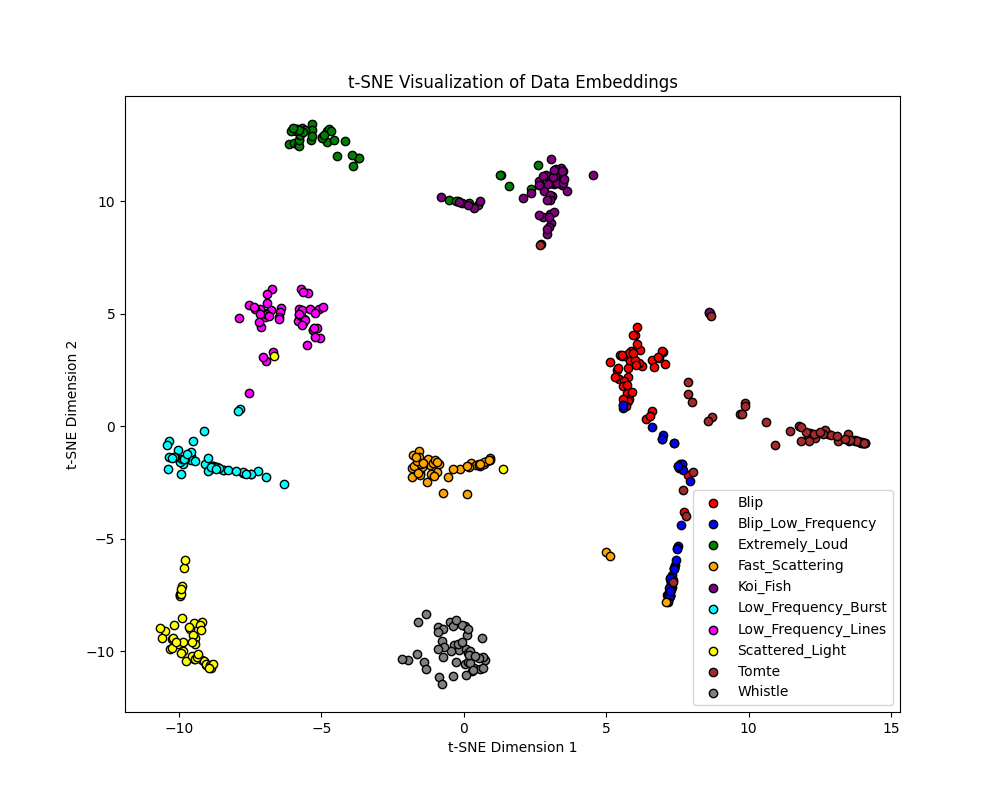 t-SNE Visualization of Data Embeddings
t-SNE Dimension 2
10
5
0
−5
−10
Blip
Blip_Low_Frequency
Extremely_Loud
Fast_Scattering
Koi_Fish
Low_Frequency_Burst
Low_Frequency_Lines
Scattered_Light
Tomte
Whistle
−10 −5 0 5 10 15
t-SNE Dimension 1